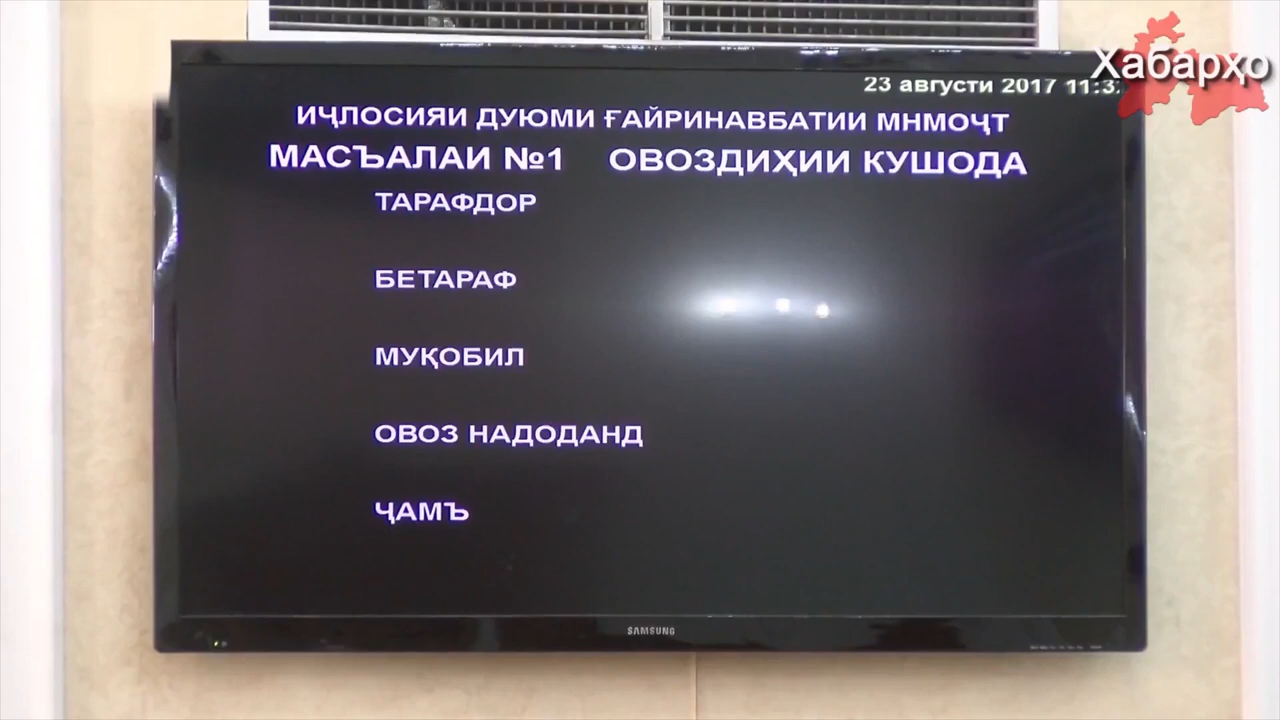 Хабарҳо
23 августи 2017 11:32
ИҶЛОСИЯИ ДУЮМИ ҒАЙРИНАВБАТИИ МНМОҶТ
МАСЪАЛАИ №1 ОВОЗДИҲИИ КУШОДА
ТАРАФДОР
БЕТАРАФ
МУҚОБИЛ
ОВОЗ НАДОДАНД
ҶАМЪ
SAMSUNG